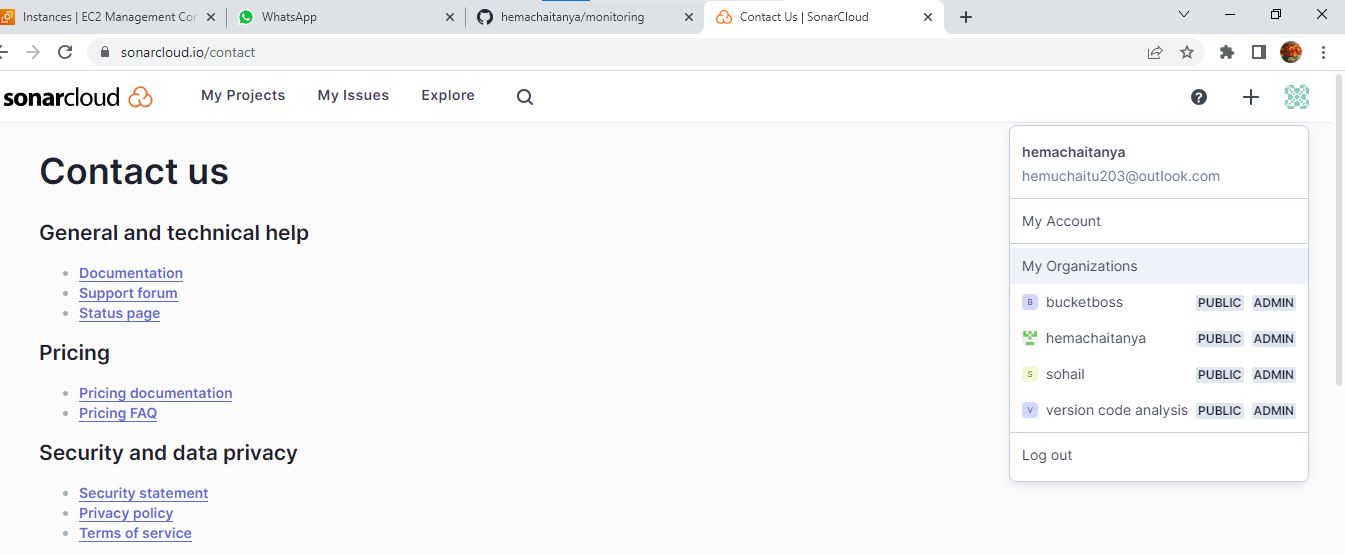 Instances | EC2 Management Con
WhatsApp
hemachaitanya/monitoring
Contact Us | SonarCloud
sonarcloud.io/contact
sonarcloud
My Projects
My Issues
Explore
Contact us
General and technical help
Documentation
Support forum
Status page
Pricing
Pricing documentation
Pricing FAQ
Security and data privacy
Security statement
Privacy policy
Terms of service
hemachaitanya
hemuchaitu203@outlook.com
My Account
My Organizations
B bucketboss PUBLIC ADMIN
hemachaitanya PUBLIC ADMIN
S sohail PUBLIC ADMIN
V version code analysis PUBLIC ADMIN
Log out